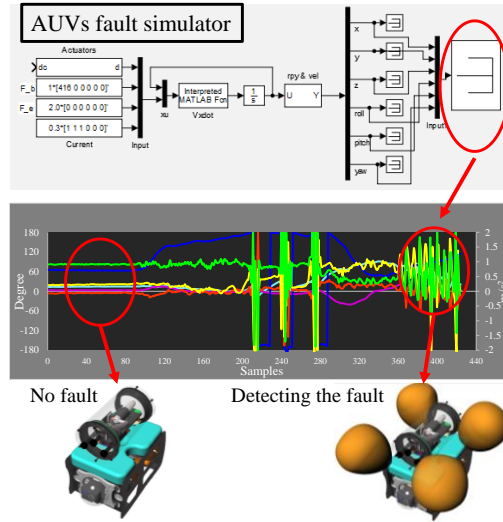 AUVs fault simulator
Actuators
dc d
F_b 1*[416 0 0 0 0 0]'
F_e 2.0*[0 0 0 0 0 0]'
0.3*[1 1 1 0 0 0]'
Current
Input
xu
Interpreted
MATLAB Fcn
Vxdot
1
s
rpy & vel
U Y
x
y
z
roll
pitch
yaw
Input
180
120
60
0
-60
-120
-180
Degree
2
1.5
1
0.5
0
-0.5
-1
-1.5
-2
0 40 80 120 160 200 240 280 320 360 400 440
Samples
No fault
Detecting the fault